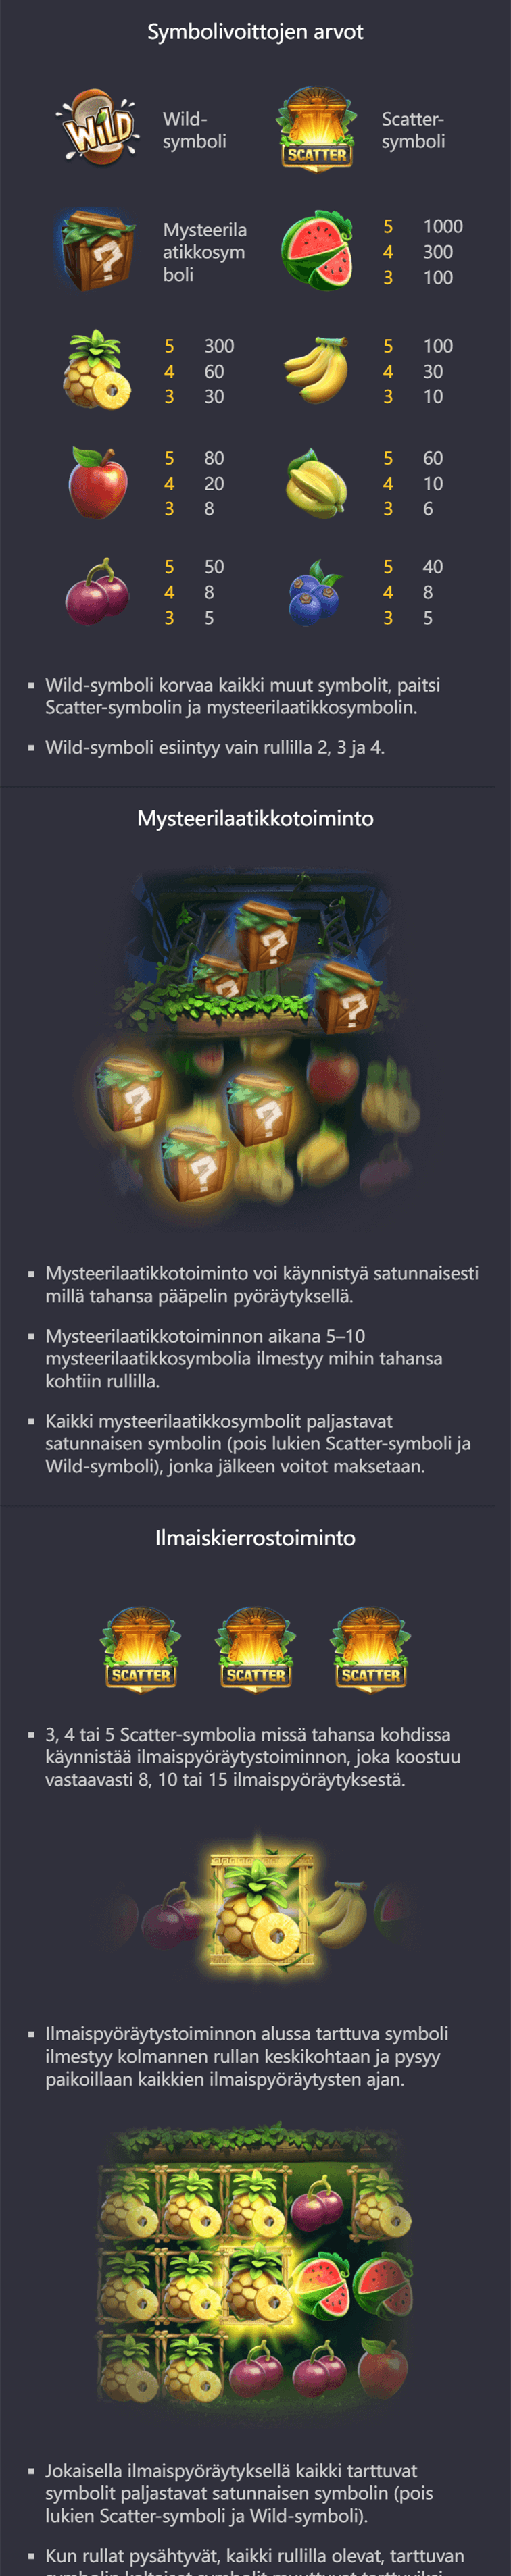 Symbolivoittojen arvot
WILD
Wild-
symboli
SCATTER
Scatter-
symboli
?
Mysteerila
atikkosym
boli
5 1000
4 300
3 100
5 300
4 60
3 30
5 100
4 30
3 10
5 80
4 20
3 8
5 60
4 10
3 6
5 50
4 8
3 5
5 40
4 8
3 5
▪ Wild-symboli korvaa kaikki muut symbolit, paitsi
Scatter-symbolin ja mysteerilaatikkosymbolin.
▪ Wild-symboli esiintyy vain rullilla 2, 3 ja 4.
Mysteerilaatikkotoiminto
?
?
?
?
?
?
▪ Mysteerilaatikkotoiminto voi käynnistyä satunnaisesti
millä tahansa pääpelin pyöräytyksellä.
▪ Mysteerilaatikkotoiminnon aikana 5–10
mysteerilaatikkosymbolia ilmestyy mihin tahansa
kohtiin rullilla.
▪ Kaikki mysteerilaatikkosymbolit paljastavat
satunnaisen symbolin (pois lukien Scatter-symboli ja
Wild-symboli), jonka jälkeen voitot maksetaan.
Ilmaiskierrostoiminto
SCATTER SCATTER SCATTER
▪ 3, 4 tai 5 Scatter-symbolia missä tahansa kohdissa
käynnistää ilmaispyöräytystoiminnon, joka koostuu
vastaavasti 8, 10 tai 15 ilmaispyöräytyksestä.
▪ Ilmaispyöräytystoiminnon alussa tarttuva symboli
ilmestyy kolmannen rullan keskikohtaan ja pysyy
paikoillaan kaikkien ilmaispyöräytysten ajan.
▪ Jokaisella ilmaispyöräytyksellä kaikki tarttuvat
symbolit paljastavat satunnaisen symbolin (pois
lukien Scatter-symboli ja Wild-symboli).
▪ Kun rullat pysähtyvät, kaikki rullilla olevat, tarttuvan